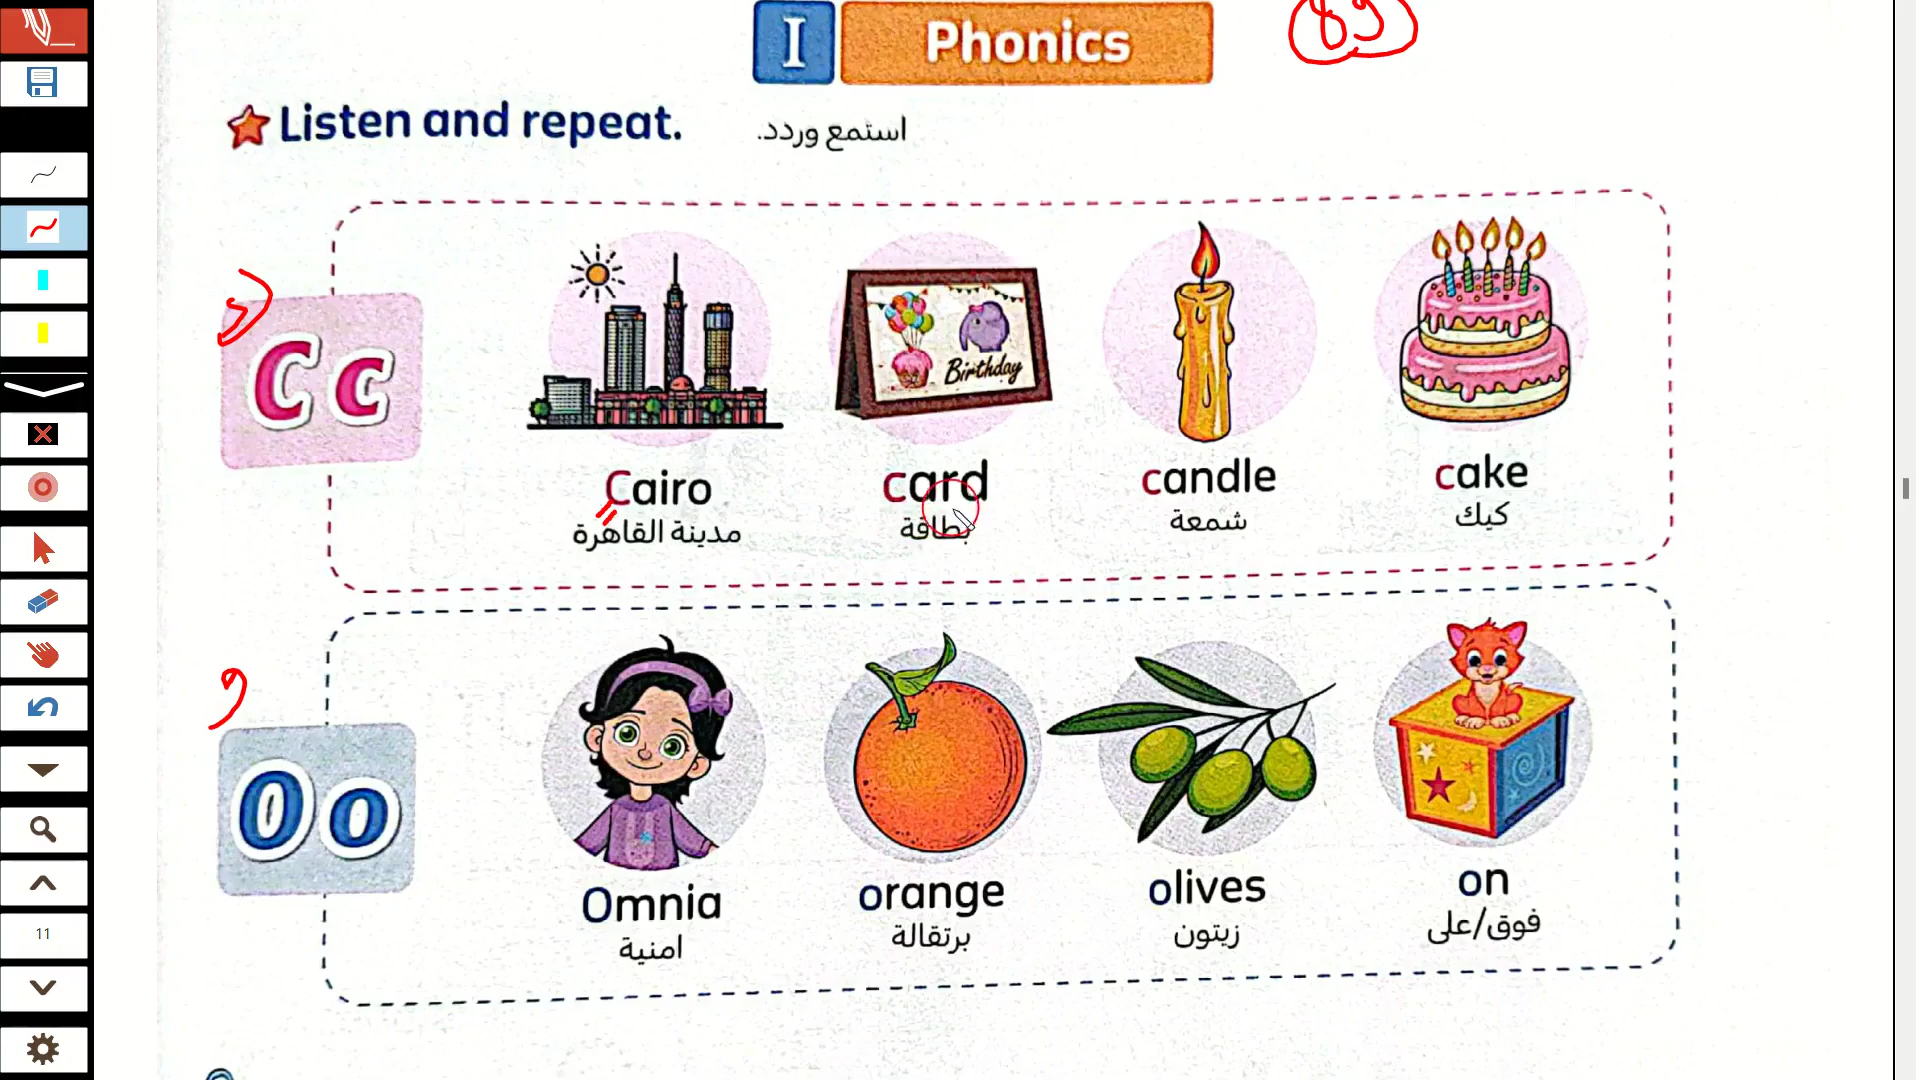 I Phonics
89
Listen and repeat. استمع وردد.
Cc
Birthday
Cairo card candle cake
مدينة القاهرة بطاقة شمعة كيك
Oo
Omnia orange olives on
امنية برتقالة زيتون فوق/على
11